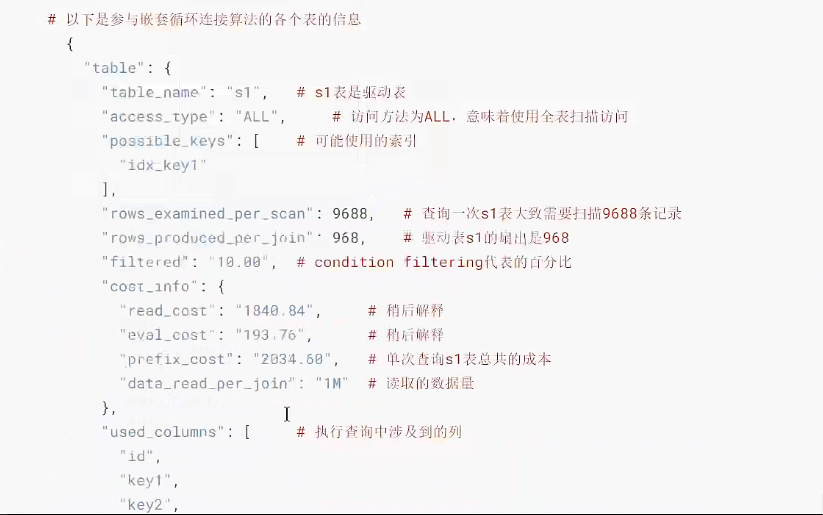 # 以下是参与嵌套循环连接算法的各个表的信息
{
"table": {
"table_name": "s1", # s1表是驱动表
"access_type": "ALL", # 访问方法为ALL，意味着使用全表扫描访问
"possible_keys": [ # 可能使用的索引
"idx_key1"
],
"rows_examined_per_scan": 9688, # 查询一次s1表大致需要扫描9688条记录
"rows_produced_per_join": 968, # 驱动表s1的扇出是968
"filtered": "10.00", # condition filtering代表的百分比
"cost_info": {
"read_cost": "1840.84", # 稍后解释
"eval_cost": "193.76", # 稍后解释
"prefix_cost": "2034.60", # 单次查询s1表总共的成本
"data_read_per_join": "1M" # 读取的数据量
},
"used_columns": [ # 执行查询中涉及到的列
"id",
"key1",
"key2",